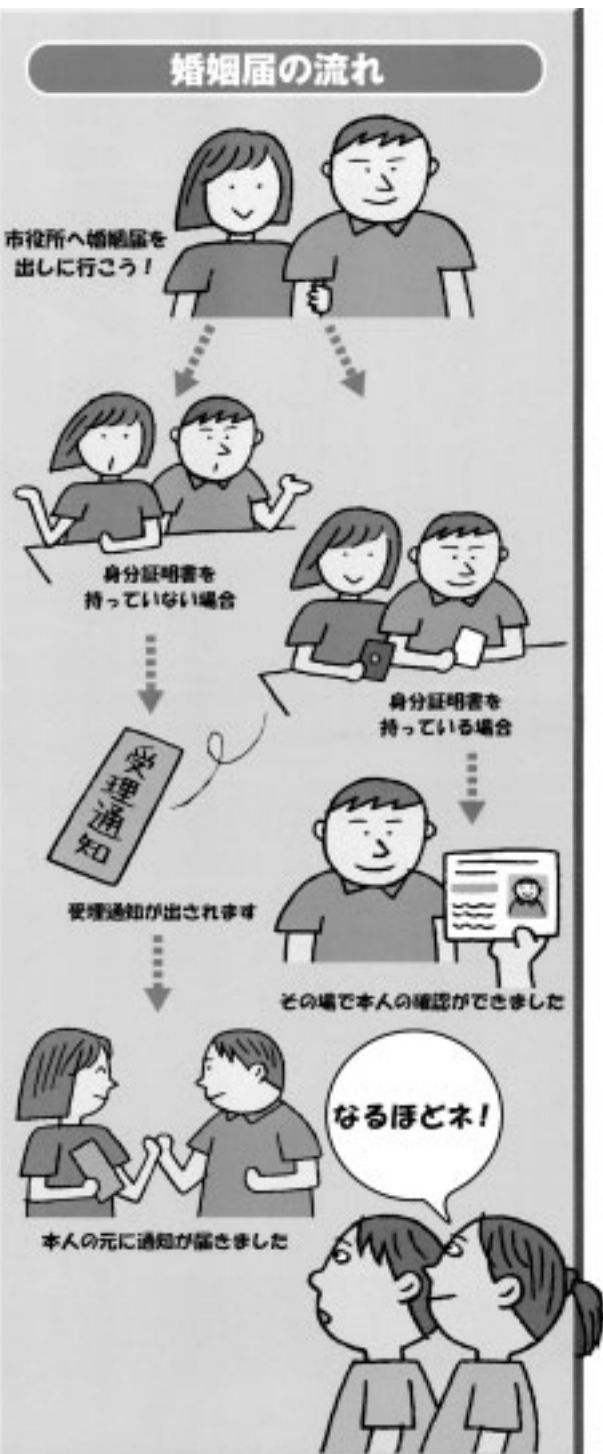 婚姻届の流れ
市役所へ婚姻届を
出しに行こう！
身分証明書を
持っていない場合
身分証明書を
持っている場合
受理通知
受理通知が出されます
その場で本人の確認ができました
本人の元に通知が届きました
なるほどネ！